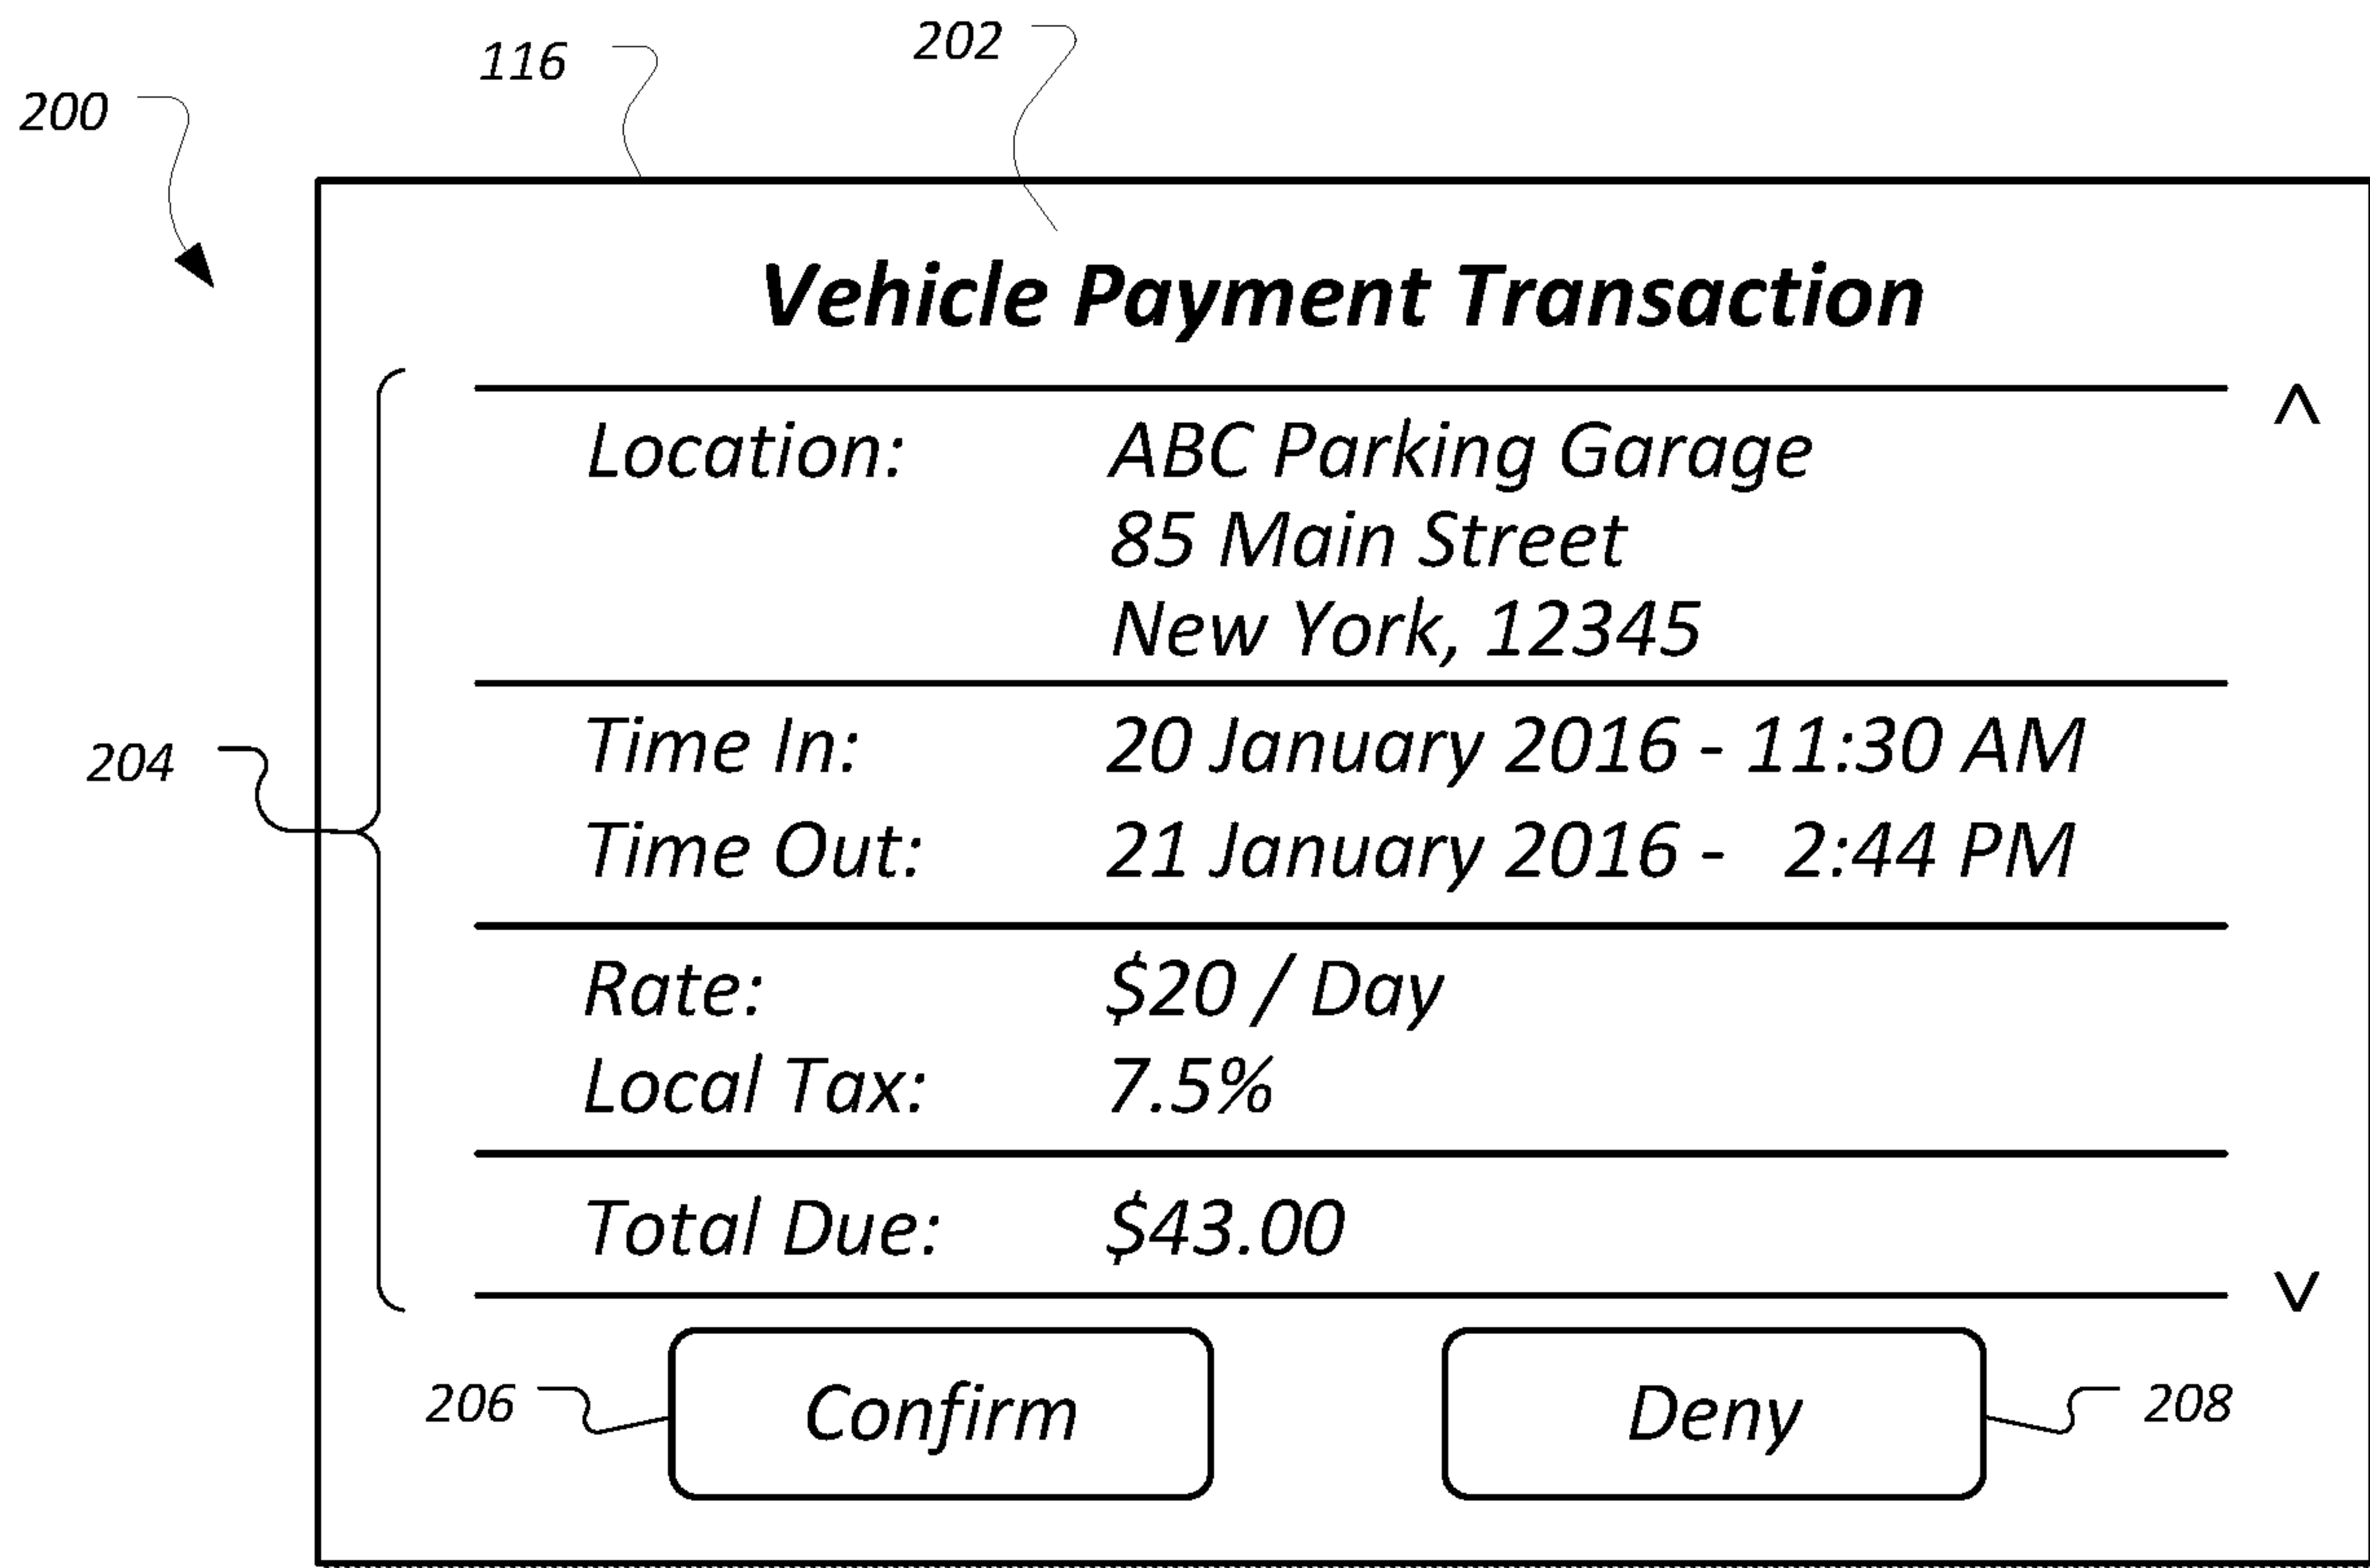 202
116
200
Vehicle Payment Transaction
^
Location: ABC Parking Garage
85 Main Street
New York, 12345
Time In: 20 January 2016 - 11:30 AM
204
Time Out: 21 January 2016 - 2:44 PM
Rate: $20 / Day
Local Tax: 7.5%
Total Due: $43.00
v
206 Confirm Deny 208